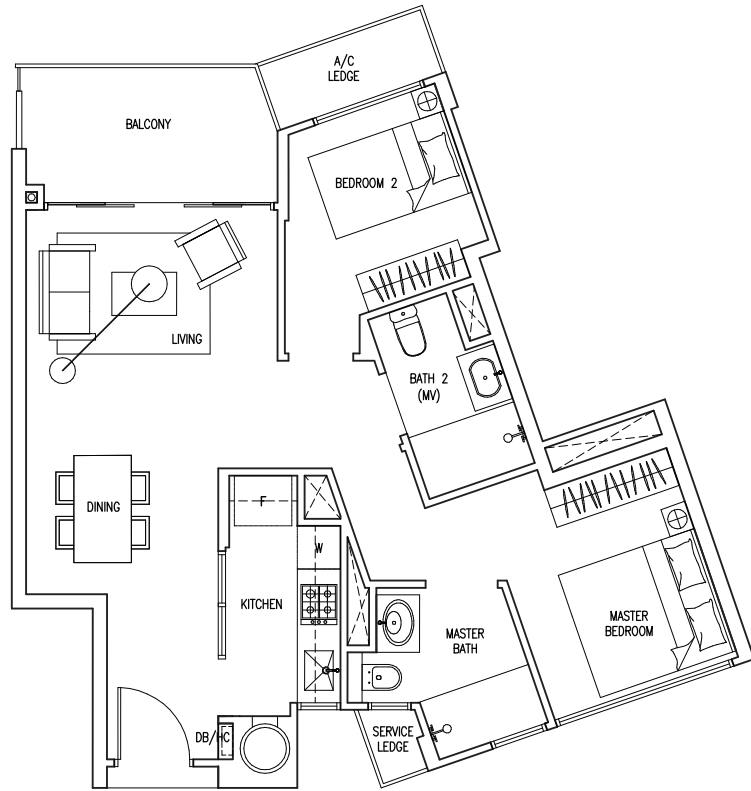 A/C
LEDGE
BALCONY
BEDROOM 2
LIVING
BATH 2
(MV)
DINING
F
W
KITCHEN
MASTER
BATH
MASTER
BEDROOM
DB/HC
SERVICE
LEDGE